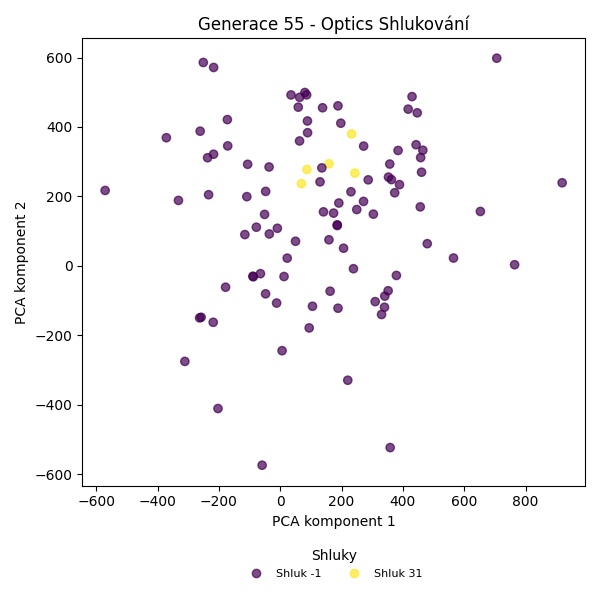 Generace 55 - Optics Shlukování
PCA komponent 2
600
400
200
0
−200
−400
−600
−600 −400 −200 0 200 400 600 800
PCA komponent 1
Shluky
Shluk -1 Shluk 31